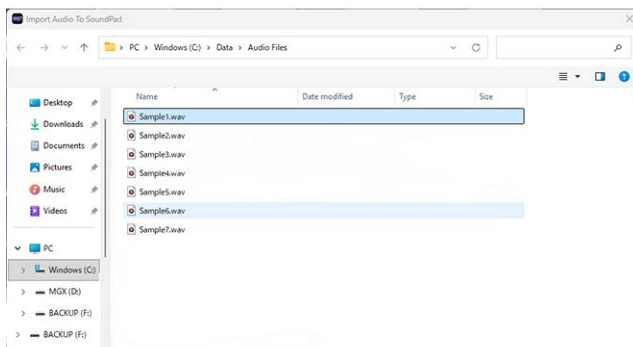 Import Audio To SoundPad
PC > Windows (C:) > Data > Audio Files
Name Date modified Type Size
Desktop
Downloads
Documents
Pictures
Music
Videos
PC
Windows (C:)
MGX (D:)
BACKUP (F:)
BACKUP (F:)
Sample1.wav
Sample2.wav
Sample3.wav
Sample4.wav
Sample5.wav
Sample6.wav
Sample7.wav